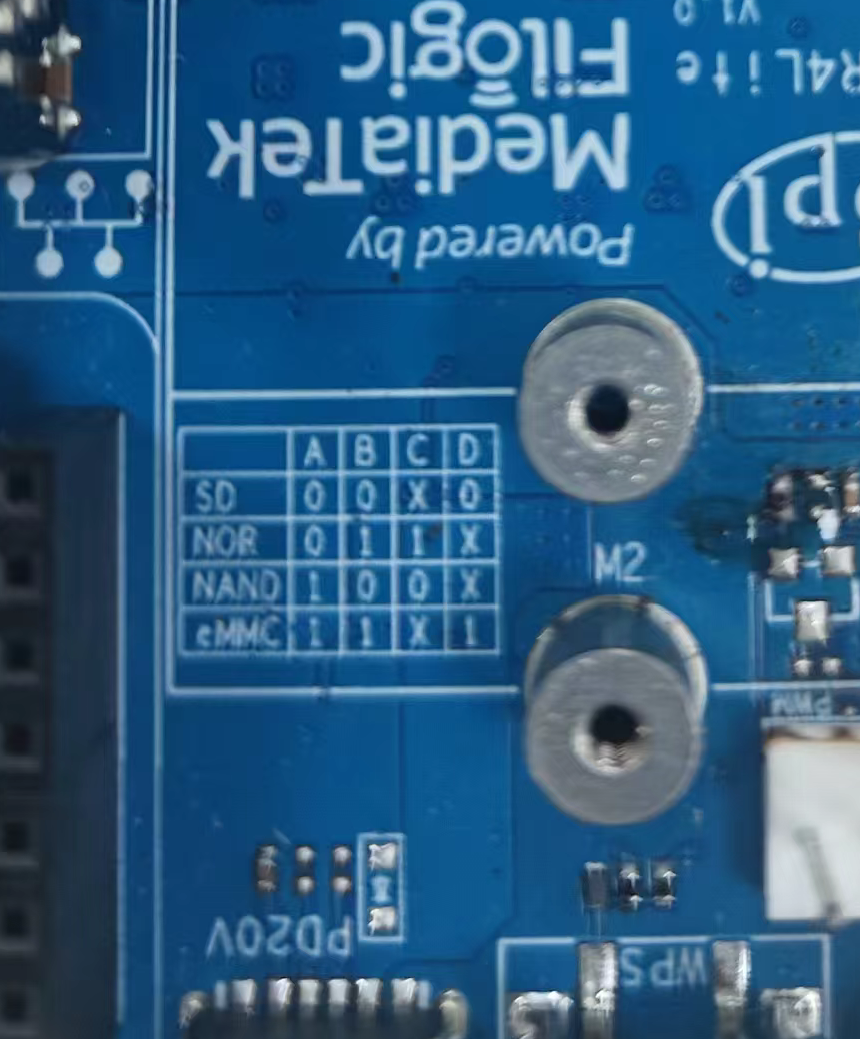 V1.0
R4Lite
Filogic
MediaTek
Powered by
pi
A B C D
SD 0 0 X 0
NOR 0 1 1 X
NAND 1 0 0 X
eMMC 1 1 X 1
M2
PWM
PD20V
WPS